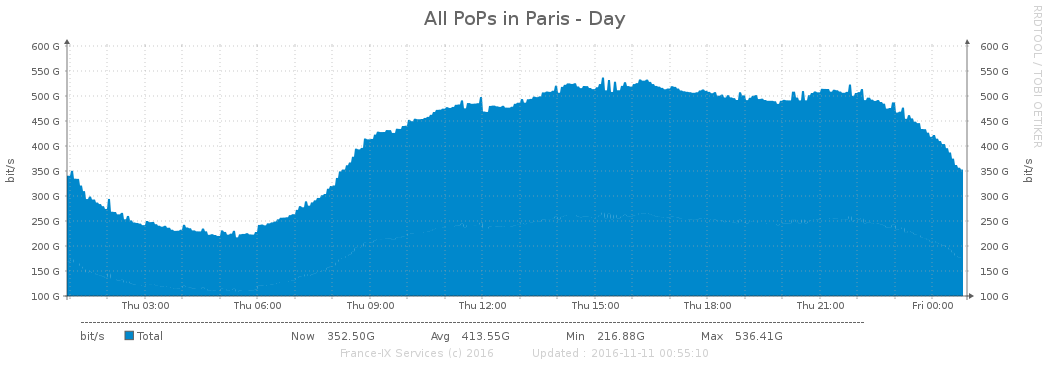 All PoPs in Paris - Day
RRDTOOL / TOBI OETIKER
600 G 600 G
550 G 550 G
500 G 500 G
450 G 450 G
400 G 400 G
350 G 350 G
300 G 300 G
250 G 250 G
200 G 200 G
150 G 150 G
100 G 100 G
bit/s
bit/s
Thu 03:00 Thu 06:00 Thu 09:00 Thu 12:00 Thu 15:00 Thu 18:00 Thu 21:00 Fri 00:00
bit/s Total Now 352.50G Avg 413.55G Min 216.88G Max 536.41G
France-IX Services (c) 2016 Updated : 2016-11-11 00:55:10